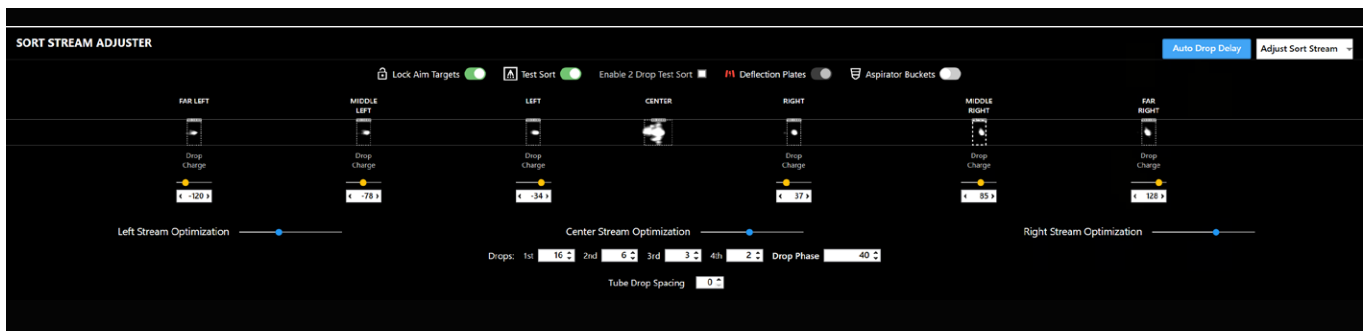 SORT STREAM ADJUSTER
Auto Drop Delay
Adjust Sort Stream
Lock Aim Targets
Test Sort
Enable 2 Drop Test Sort
Deflection Plates
Aspirator Buckets
FAR LEFT
MIDDLE
LEFT
LEFT
CENTER
RIGHT
MIDDLE
RIGHT
FAR
RIGHT
Drop
Charge
Drop
Charge
Drop
Charge
Drop
Charge
Drop
Charge
Drop
Charge
-120
-78
-34
37
85
128
Left Stream Optimization
Center Stream Optimization
Right Stream Optimization
Drops: 1st 16 2nd 6 3rd 3 4th 2 Drop Phase 40
Tube Drop Spacing 0